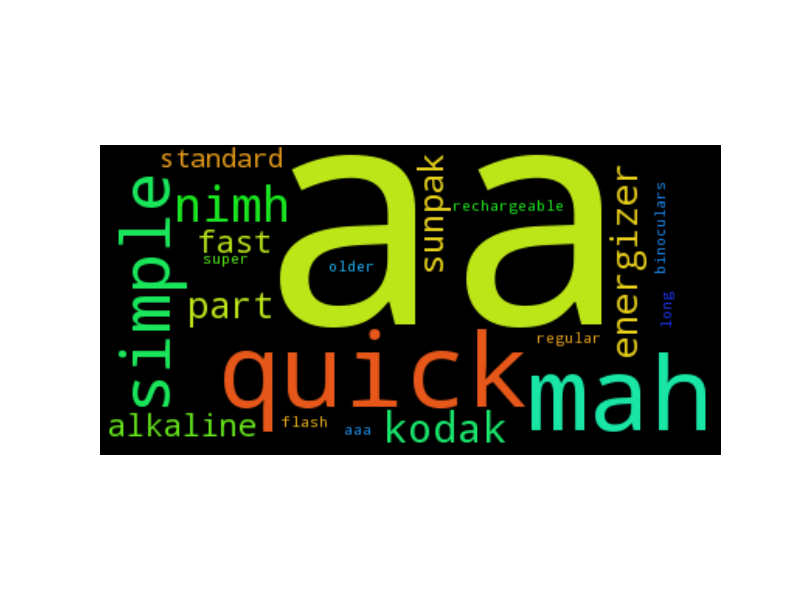 standard
aa
simple
nimh
sunpak
rechargeable
energizer
binoculars
fast
super
older
part
long
quick
regular
mah
alkaline
flash
aaa
kodak